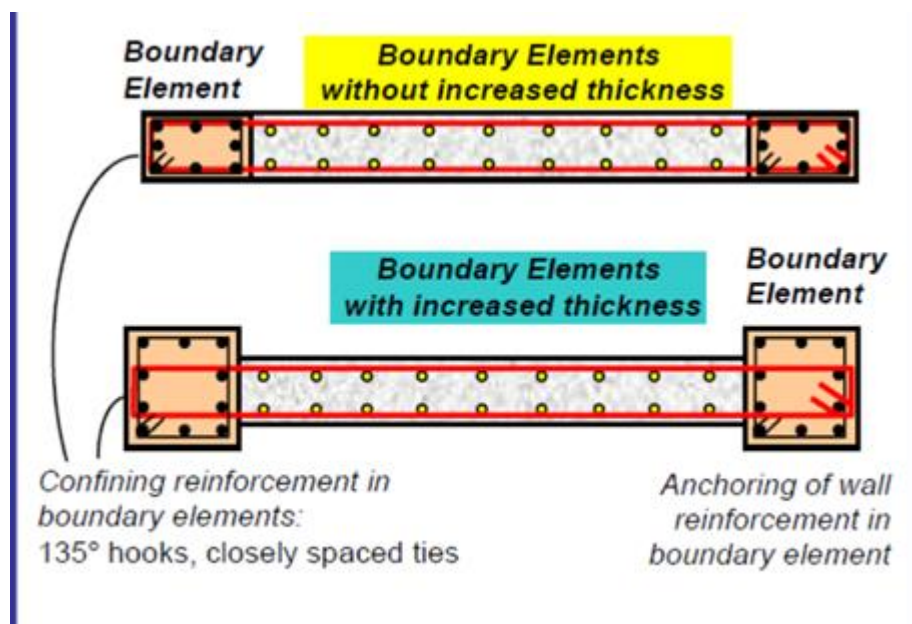 Boundary
Element
Boundary Elements
without increased thickness
Boundary Elements
with increased thickness
Boundary
Element
Confining reinforcement in
boundary elements:
135° hooks, closely spaced ties
Anchoring of wall
reinforcement in
boundary element